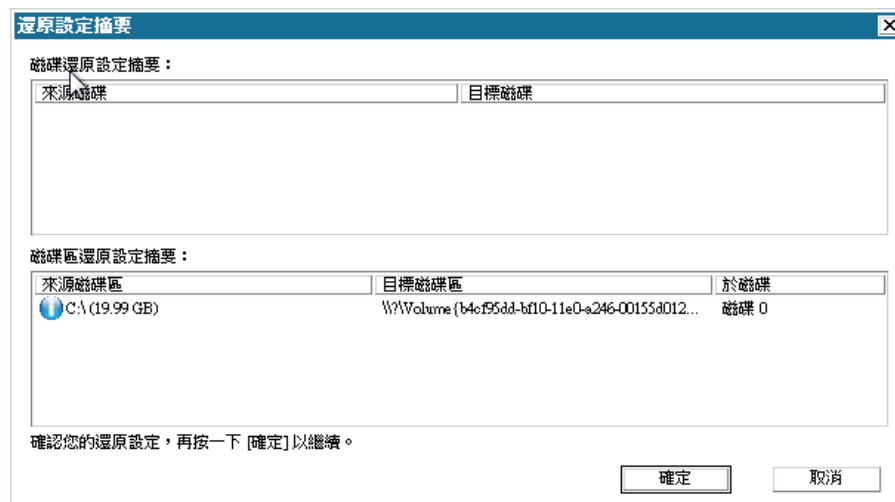 還原設定摘要
磁碟還原設定摘要：
來源磁碟 目標磁碟
磁碟區還原設定摘要：
來源磁碟區 目標磁碟區 於磁碟
C:\ (19.99 GB) \\?\Volume{b4cf95dd-bf10-11e0-a246-00155d012... 磁碟 0
確認您的還原設定，再按一下 [確定] 以繼續。
確定 取消